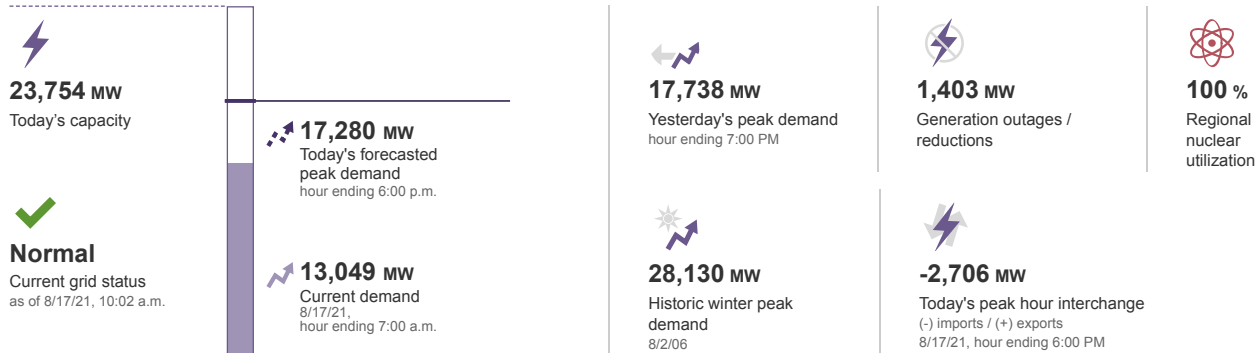 23,754 MW
Today's capacity
Normal
Current grid status
as of 8/17/21, 10:02 a.m.
17,280 MW
Today's forecasted
peak demand
hour ending 6:00 p.m.
13,049 MW
Current demand
8/17/21,
hour ending 7:00 a.m.
17,738 MW
Yesterday's peak demand
hour ending 7:00 PM
1,403 MW
Generation outages /
reductions
100 %
Regional
nuclear
utilization
28,130 MW
Historic winter peak
demand
8/2/06
-2,706 MW
Today's peak hour interchange
(-) imports / (+) exports
8/17/21, hour ending 6:00 PM